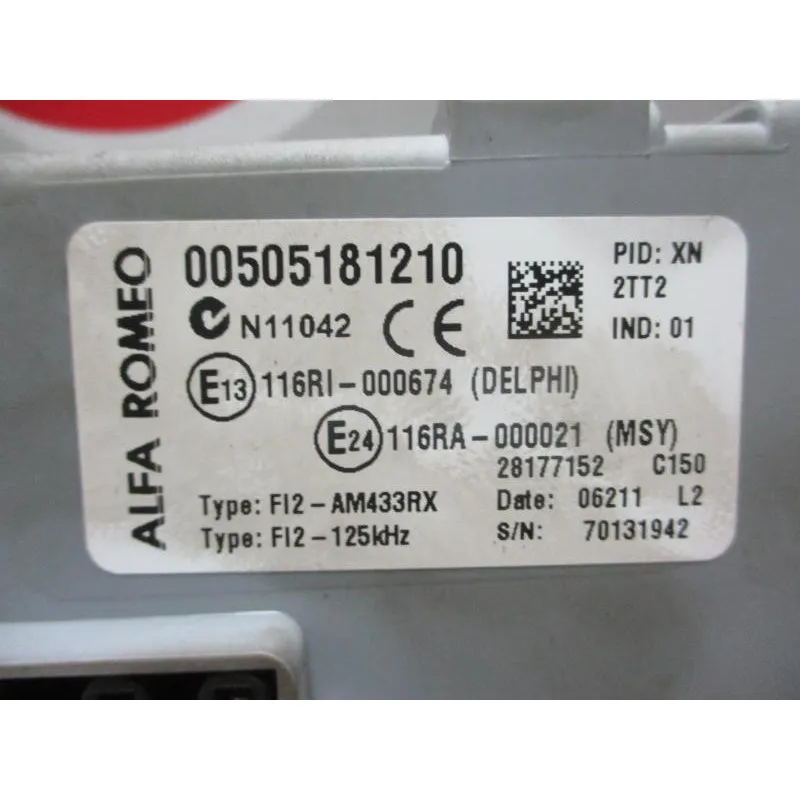 ALFA ROMEO
00505181210
N11042 CE
E13 116RI-000674 (DELPHI)
E24 116RA-000021 (MSY)
28177152 C150
Type: FI2-AM433RX
Type: FI2-125kHz
Date: 06211 L2
S/N: 70131942
PID: XN
2TT2
IND: 01